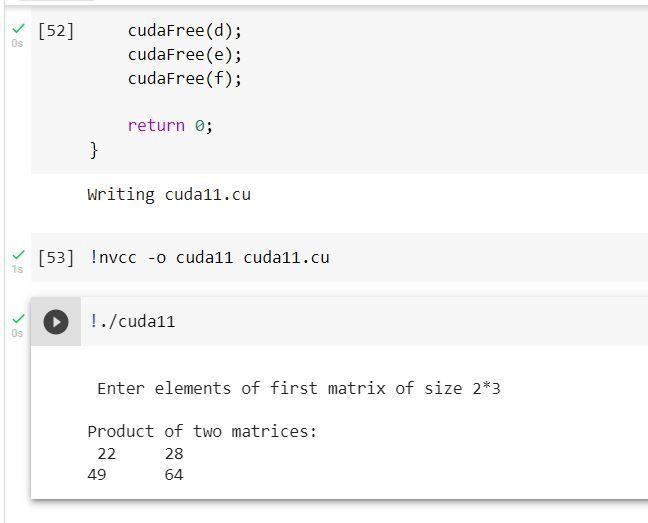 [52] cudaFree(d);
0s
cudaFree(e);
cudaFree(f);
return 0;
}
Writing cuda11.cu
[53] !nvcc -o cuda11 cuda11.cu
1s
!./cuda11
0s
Enter elements of first matrix of size 2*3
Product of two matrices:
22 28
49 64